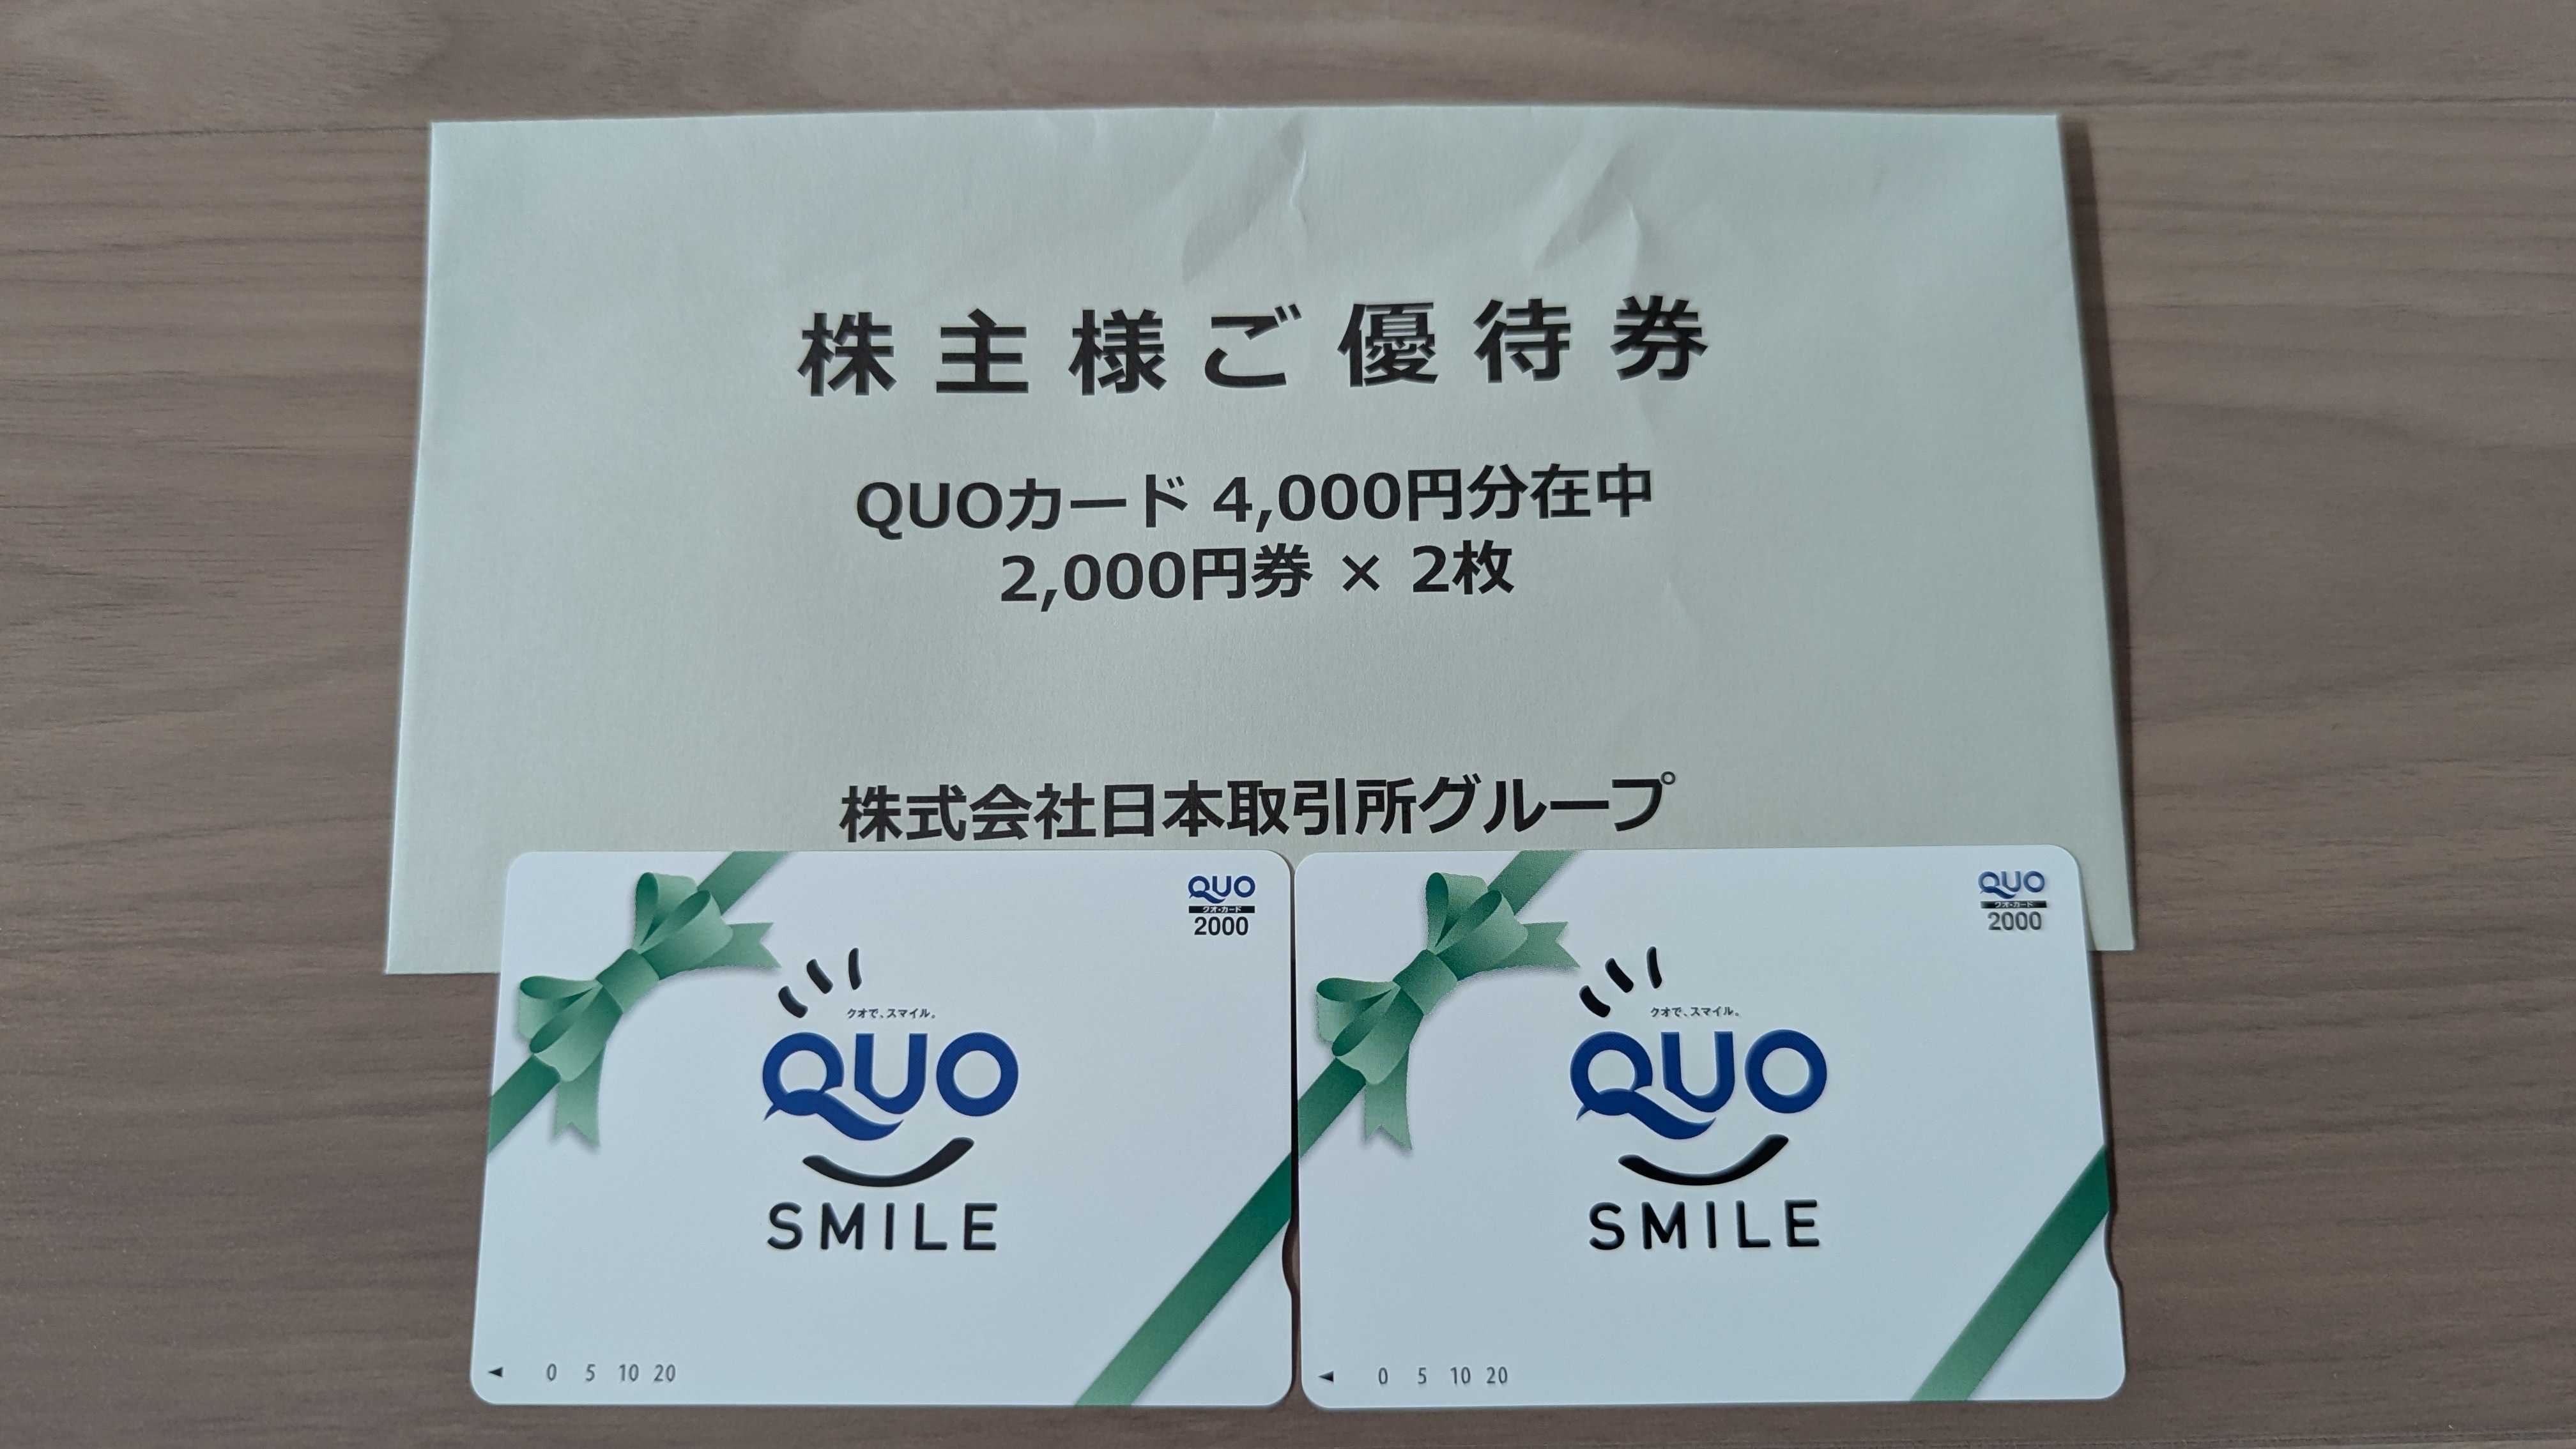 株主様ご優待券
QUOカード 4,000円分在中
2,000円券 × 2枚
株式会社日本取引所グループ
QUO
クオ・カード
2000
クオで、スマイル。
QUO
SMILE
◄ 0 5 10 20
QUO
クオ・カード
2000
クオで、スマイル。
QUO
SMILE
◄ 0 5 10 20